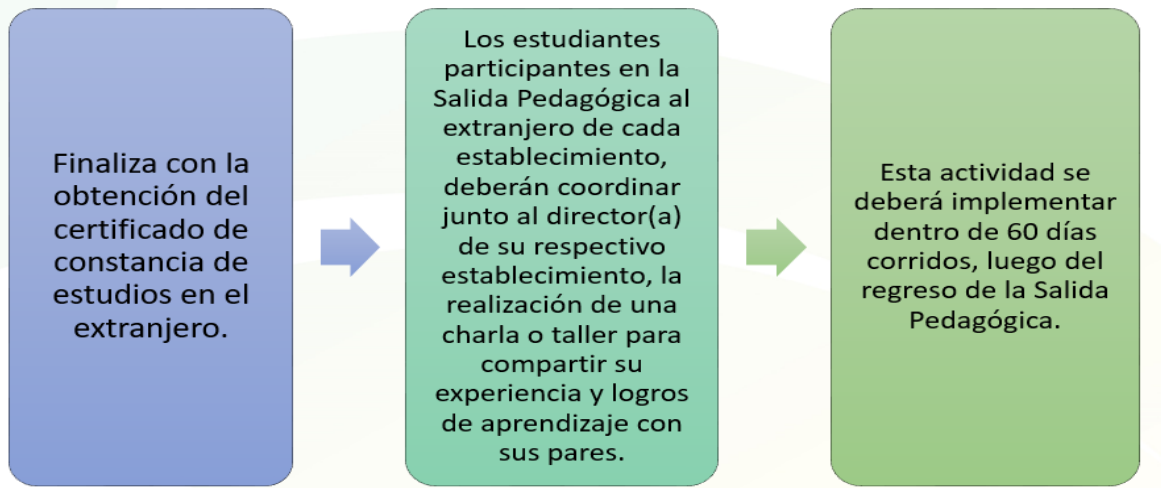 Finaliza con la
obtención del
certificado de
constancia de
estudios en el
extranjero.
Los estudiantes
participantes en la
Salida Pedagógica al
extranjero de cada
establecimiento,
deberán coordinar
junto al director(a)
de su respectivo
establecimiento, la
realización de una
charla o taller para
compartir su
experiencia y logros
de aprendizaje con
sus pares.
Esta actividad se
deberá implementar
dentro de 60 días
corridos, luego del
regreso de la Salida
Pedagógica.